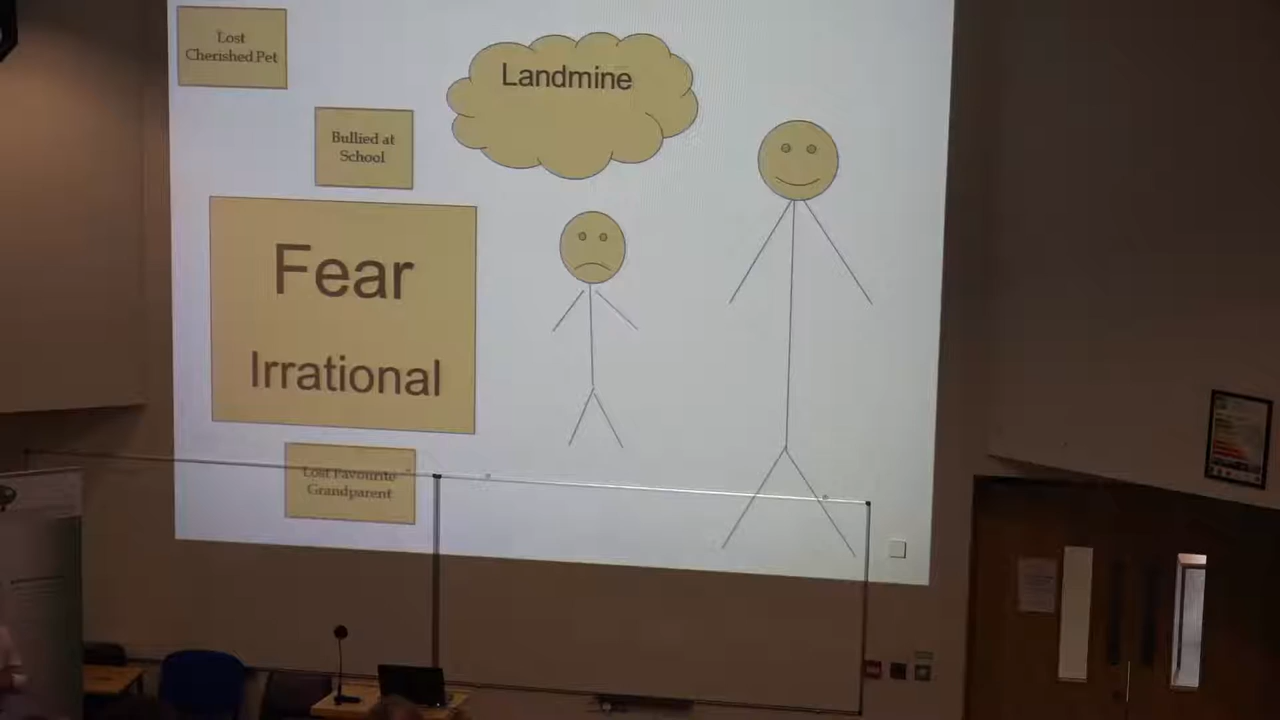 Lost
Cherished Pet
Landmine
Bullied at
School
Fear
Irrational
Lost Favourite
Grandparent